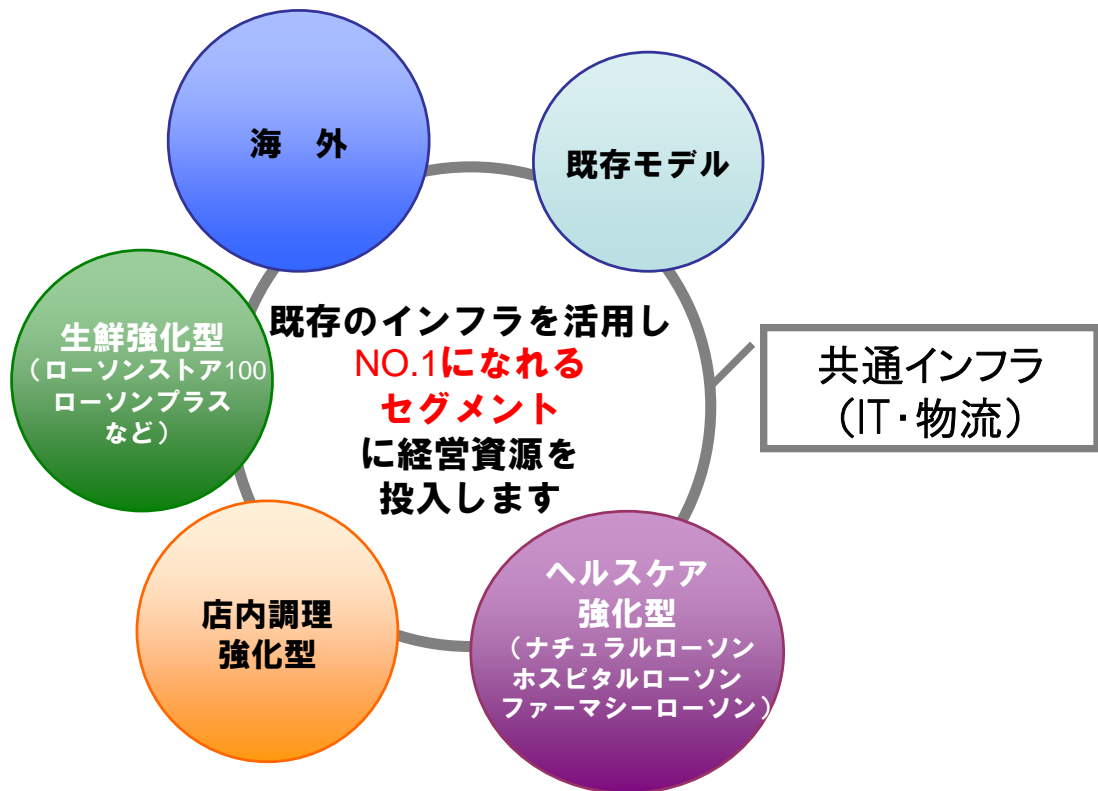 海　外
既存モデル
既存のインフラを活用し
NO.1になれる
セグメント
に経営資源を
投入します
生鮮強化型
（ローソンストア100
ローソンプラス
など）
共通インフラ
（IT・物流）
店内調理
強化型
ヘルスケア
強化型
（ナチュラルローソン
ホスピタルローソン
ファーマシーローソン）